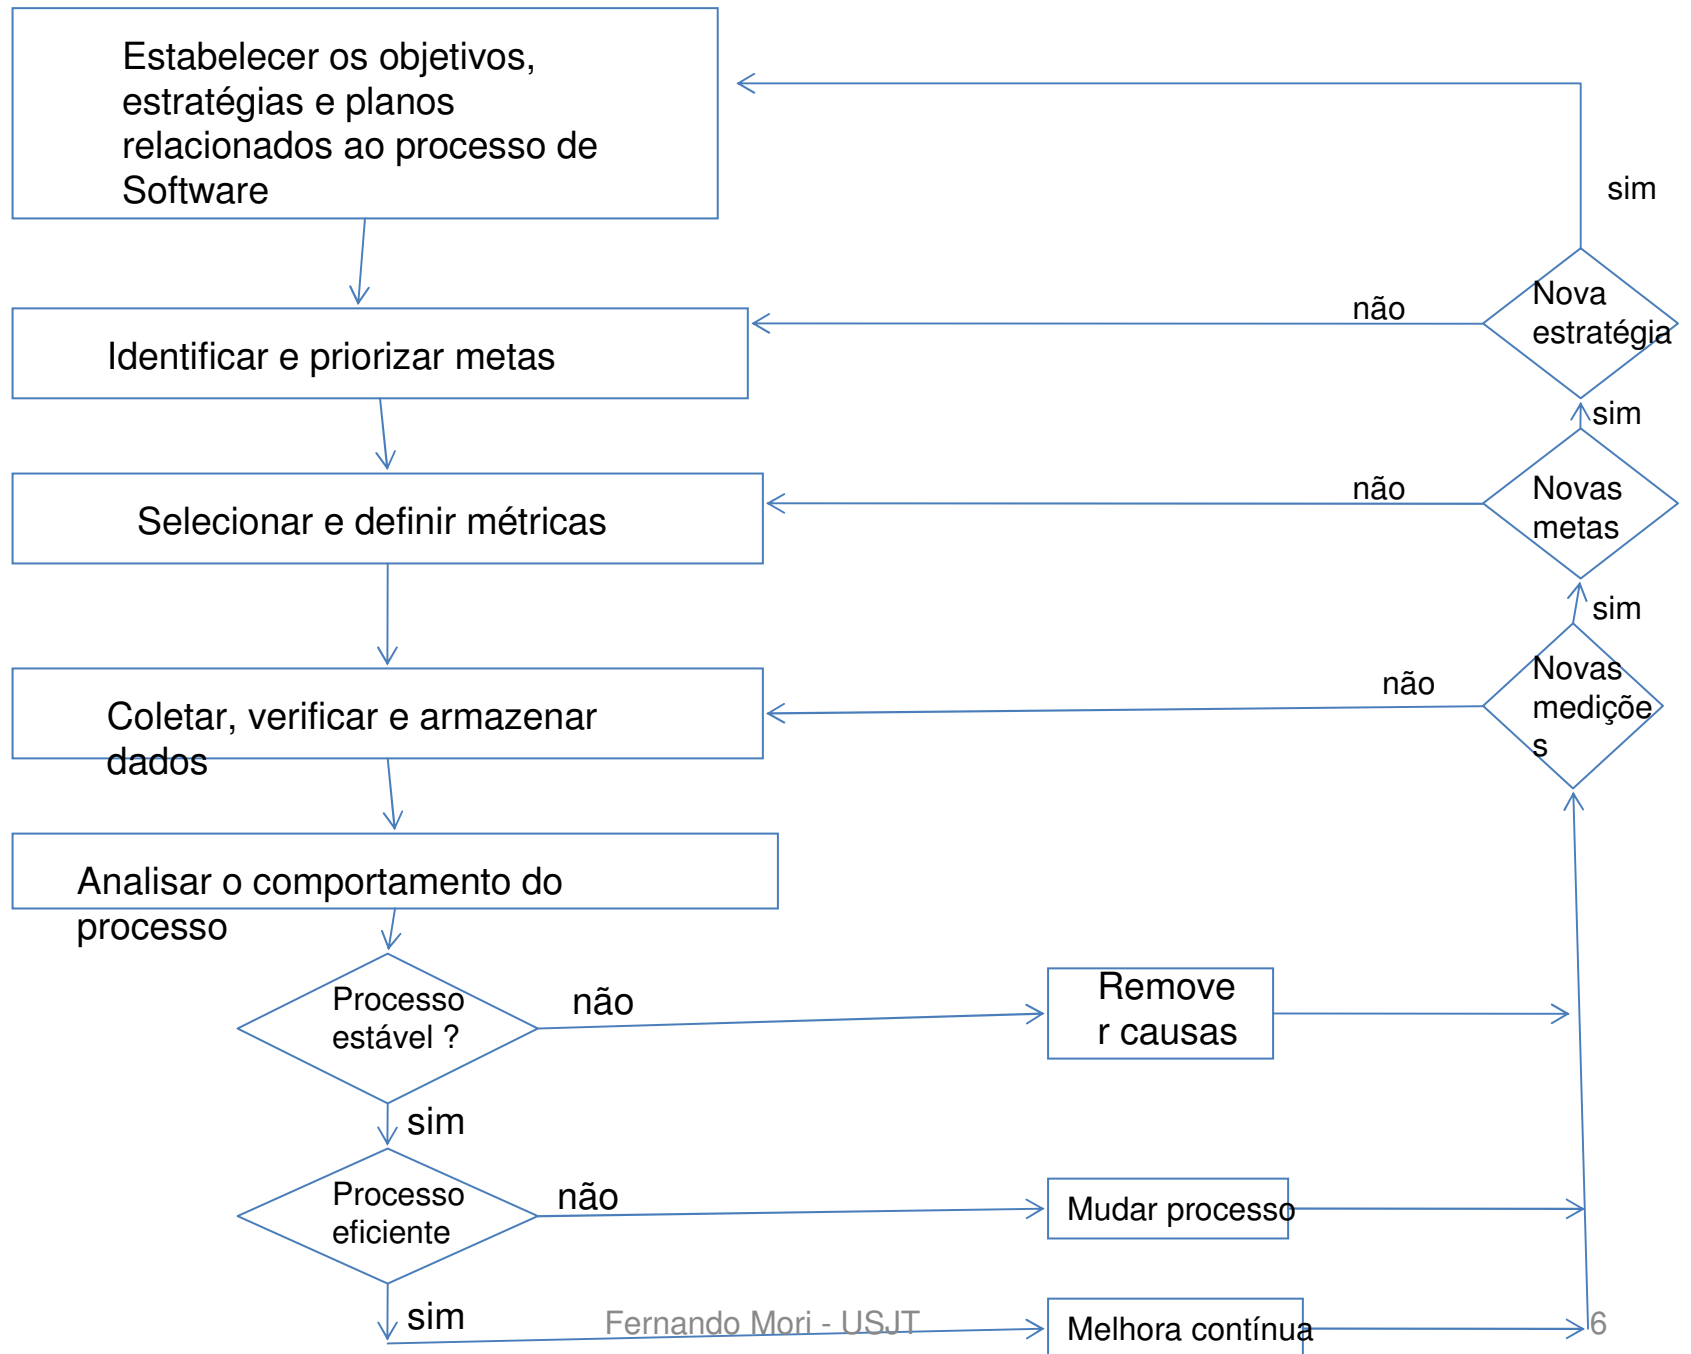 Estabelecer os objetivos,
estratégias e planos
relacionados ao processo de
Software
sim
Nova
estratégia
não
Identificar e priorizar metas
sim
não
Novas
metas
Selecionar e definir métricas
sim
não
Novas
mediçõe
s
Coletar, verificar e armazenar
dados
Analisar o comportamento do
processo
Processo
estável ?
não
Remove
r causas
sim
Processo
eficiente
não
Mudar processo
sim
Fernando Mori - USJT
Melhora contínua
6